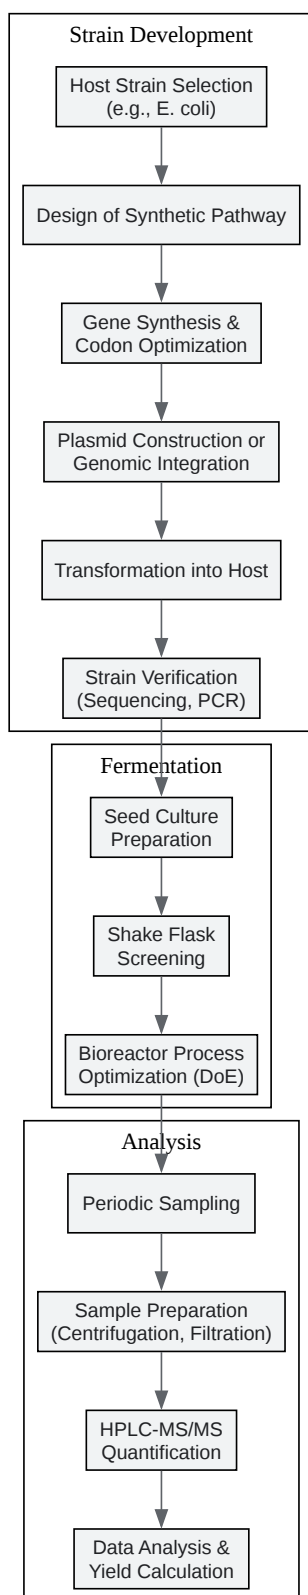 Strain Development
Host Strain Selection
(e.g., E. coli)
Design of Synthetic Pathway
Gene Synthesis &
Codon Optimization
Plasmid Construction or
Genomic Integration
Transformation into Host
Strain Verification
(Sequencing, PCR)
Fermentation
Seed Culture
Preparation
Shake Flask
Screening
Bioreactor Process
Optimization (DoE)
Analysis
Periodic Sampling
Sample Preparation
(Centrifugation, Filtration)
HPLC-MS/MS
Quantification
Data Analysis &
Yield Calculation